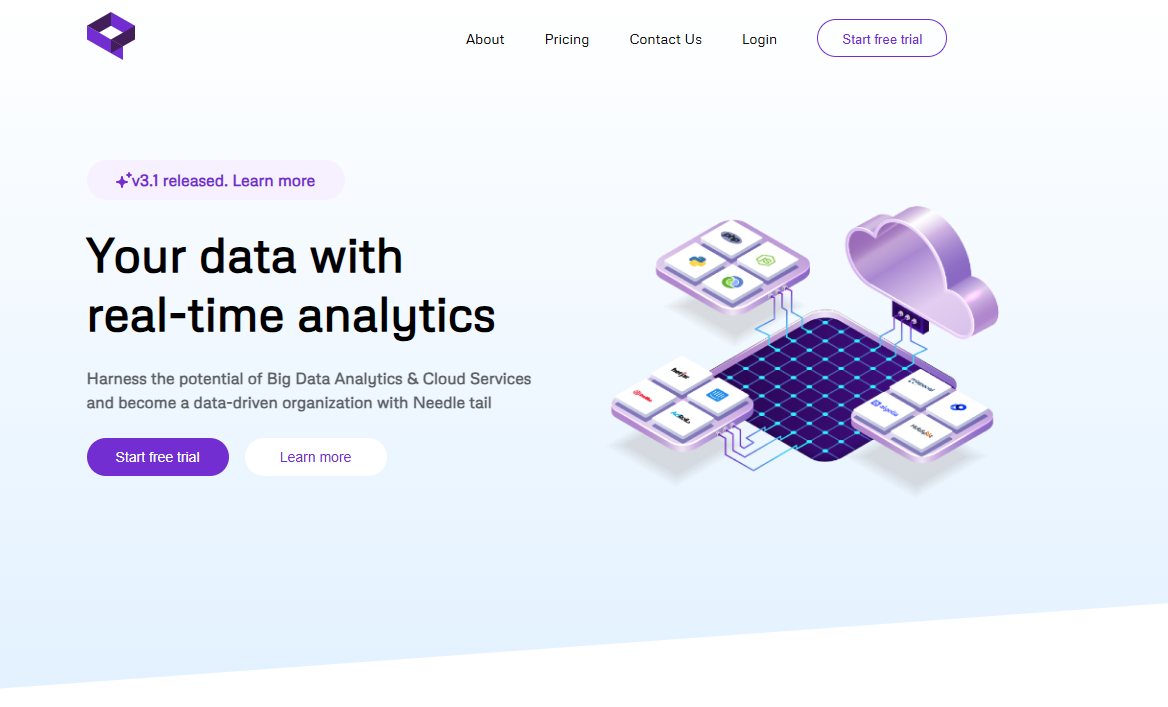 About
Pricing
Contact Us
Login
Start free trial
v3.1 released. Learn more
Your data with
real-time analytics
Harness the potential of Big Data Analytics & Cloud Services
and become a data-driven organization with Needle tail
Start free trial
Learn more